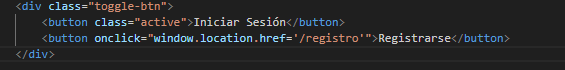 <div class="toggle-btn">
    <button class="active">Iniciar Sesión</button>
    <button onclick="window.location.href='/registro'">Registrarse</button>
</div>